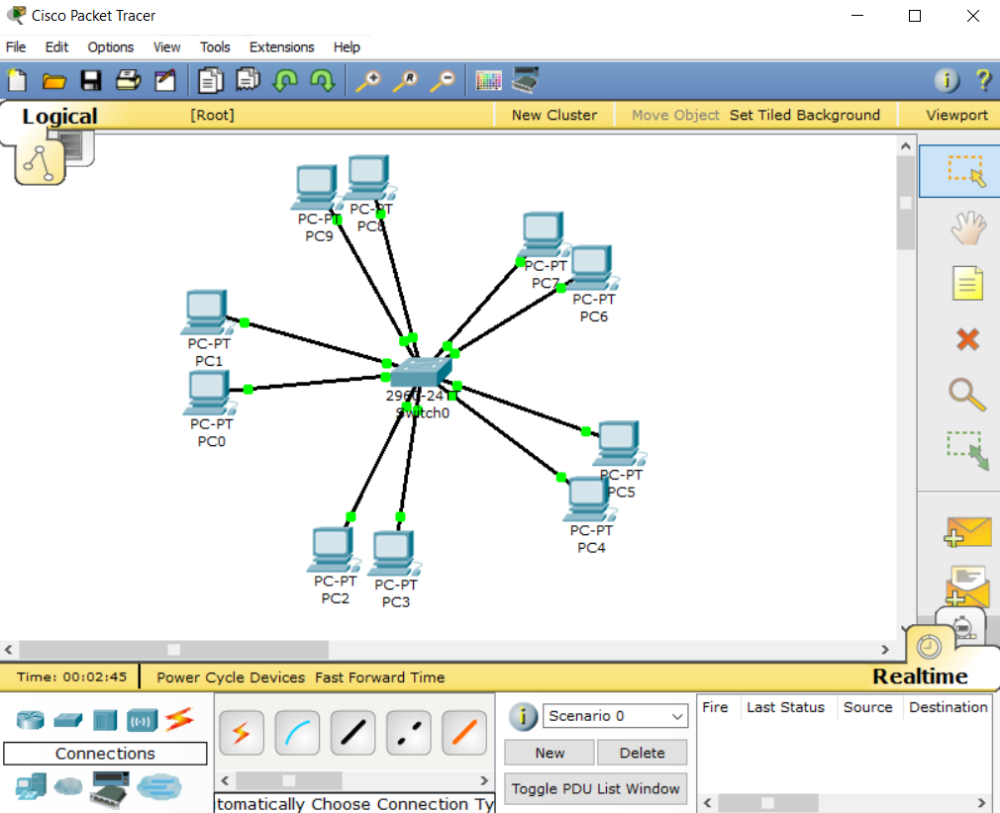 Cisco Packet Tracer
File Edit Options View Tools Extensions Help
Logical [Root] New Cluster Move Object Set Tiled Background Viewport
PC-PT
PC9
PC-PT
PC8
PC-PT
PC7
PC-PT
PC6
PC-PT
PC1
PC-PT
PC0
2960-24TT
Switch0
PC-PT
PC5
PC-PT
PC4
PC-PT
PC2
PC-PT
PC3
Time: 00:02:45 Power Cycle Devices Fast Forward Time
Realtime
Connections
tomatically Choose Connection Ty
Scenario 0
New Delete
Toggle PDU List Window
Fire Last Status Source Destination